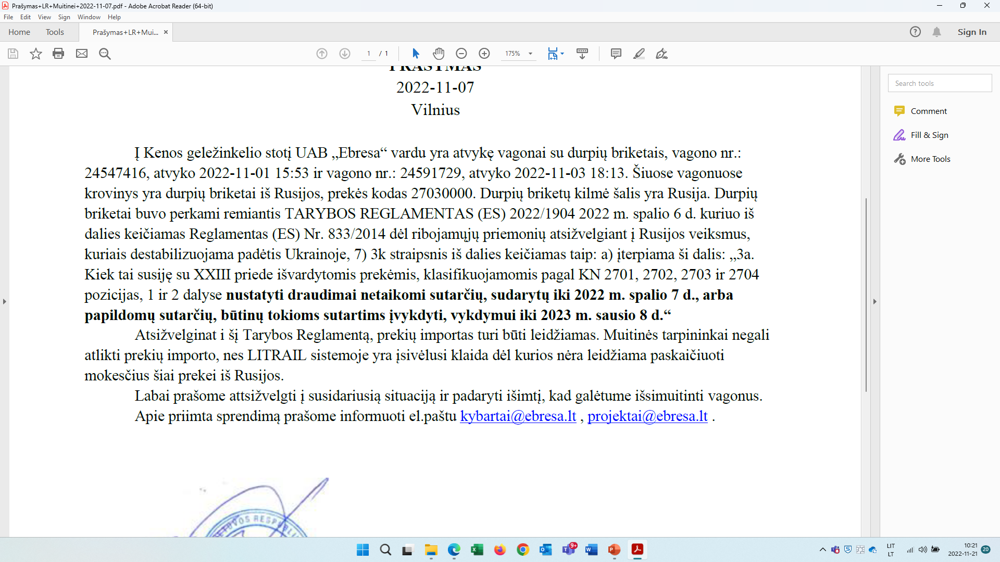 Prašymas+LR+Muitinei+2022-11-07.pdf - Adobe Acrobat Reader (64-bit)
File Edit View Sign Window Help
Home Tools Prašymas+LR+Mui... Sign In
1 / 1 175%
PRAŠYMAS
2022-11-07
Vilnius
Į Kenos geležinkelio stotį UAB „Ebresa“ vardu yra atvykę vagonai su durpių briketais, vagono nr.:
24547416, atvyko 2022-11-01 15:53 ir vagono nr.: 24591729, atvyko 2022-11-03 18:13. Šiuose vagonuose
krovinys yra durpių briketai iš Rusijos, prekės kodas 27030000. Durpių briketų kilmė šalis yra Rusija. Durpių
briketai buvo perkami remiantis TARYBOS REGLAMENTAS (ES) 2022/1904 2022 m. spalio 6 d. kuriuo iš
dalies keičiamas Reglamentas (ES) Nr. 833/2014 dėl ribojamųjų priemonių atsižvelgiant į Rusijos veiksmus,
kuriais destabilizuojama padėtis Ukrainoje, 7) 3k straipsnis iš dalies keičiamas taip: a) įterpiama ši dalis: „3a.
Kiek tai susiję su XXIII priede išvardytomis prekėmis, klasifikuojamomis pagal KN 2701, 2702, 2703 ir 2704
pozicijas, 1 ir 2 dalyse nustatyti draudimai netaikomi sutarčių, sudarytų iki 2022 m. spalio 7 d., arba
papildomų sutarčių, būtinų tokioms sutartims įvykdyti, vykdymui iki 2023 m. sausio 8 d.“
Atsižvelginat i šį Tarybos Reglamentą, prekių importas turi būti leidžiamas. Muitinės tarpininkai negali
atlikti prekių importo, nes LITRAIL sistemoje yra įsivėlusi klaida dėl kurios nėra leidžiama paskaičiuoti
mokesčius šiai prekei iš Rusijos.
Labai prašome attsižvelgti į susidariusią situaciją ir padaryti išimtį, kad galėtume išsimuitinti vagonus.
Apie priimta sprendimą prašome informuoti el.paštu kybartai@ebresa.lt , projektai@ebresa.lt .
Search tools
Comment
Fill & Sign
More Tools
9+
LIT
LT
10:21
2022-11-21
20